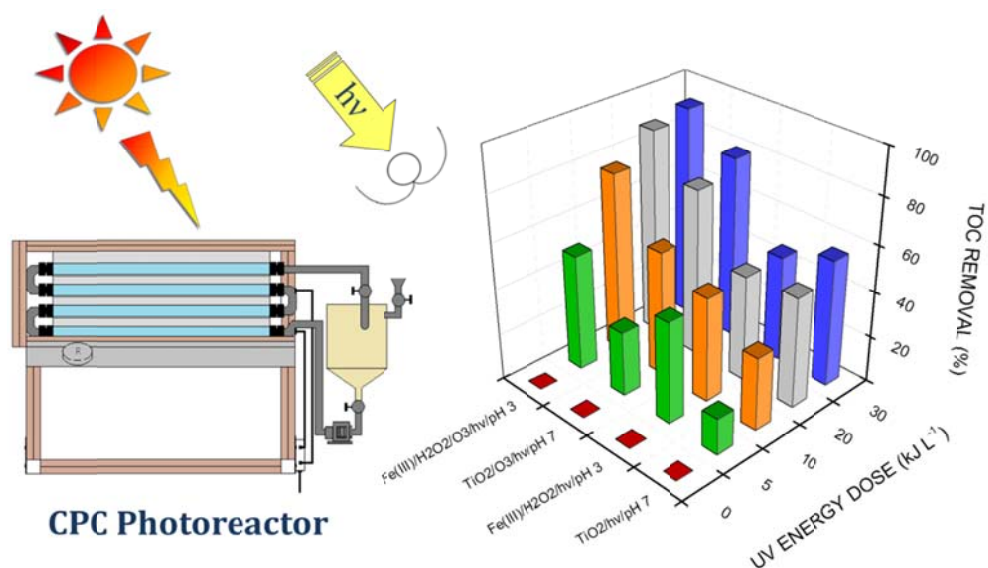 hν
R
CPC Photoreactor
100
80
60
40
20
TOC REMOVAL (%)
Fe(III)/H2O2/O3/hv/pH 3
TiO2/O3/hv/pH 7
Fe(III)/H2O2/hv/pH 3
TiO2/hv/pH 7
0
5
10
20
30
UV ENERGY DOSE (kJ L⁻¹)